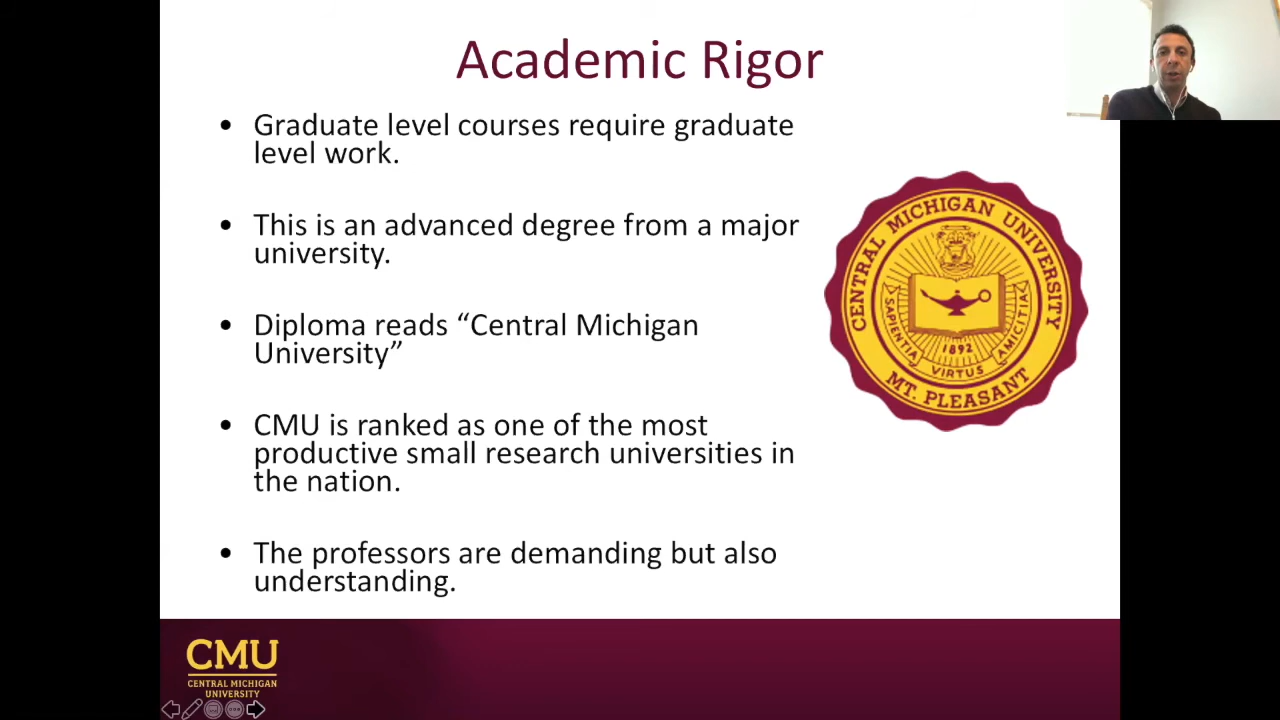 Academic Rigor
• Graduate level courses require graduate
level work.
• This is an advanced degree from a major
university.
• Diploma reads “Central Michigan
University”
• CMU is ranked as one of the most
productive small research universities in
the nation.
• The professors are demanding but also
understanding.
CENTRAL MICHIGAN UNIVERSITY
SAPIENTIA
VIRTUS
AMICITIA
1892
MT. PLEASANT
CMU
CENTRAL MICHIGAN
UNIVERSITY